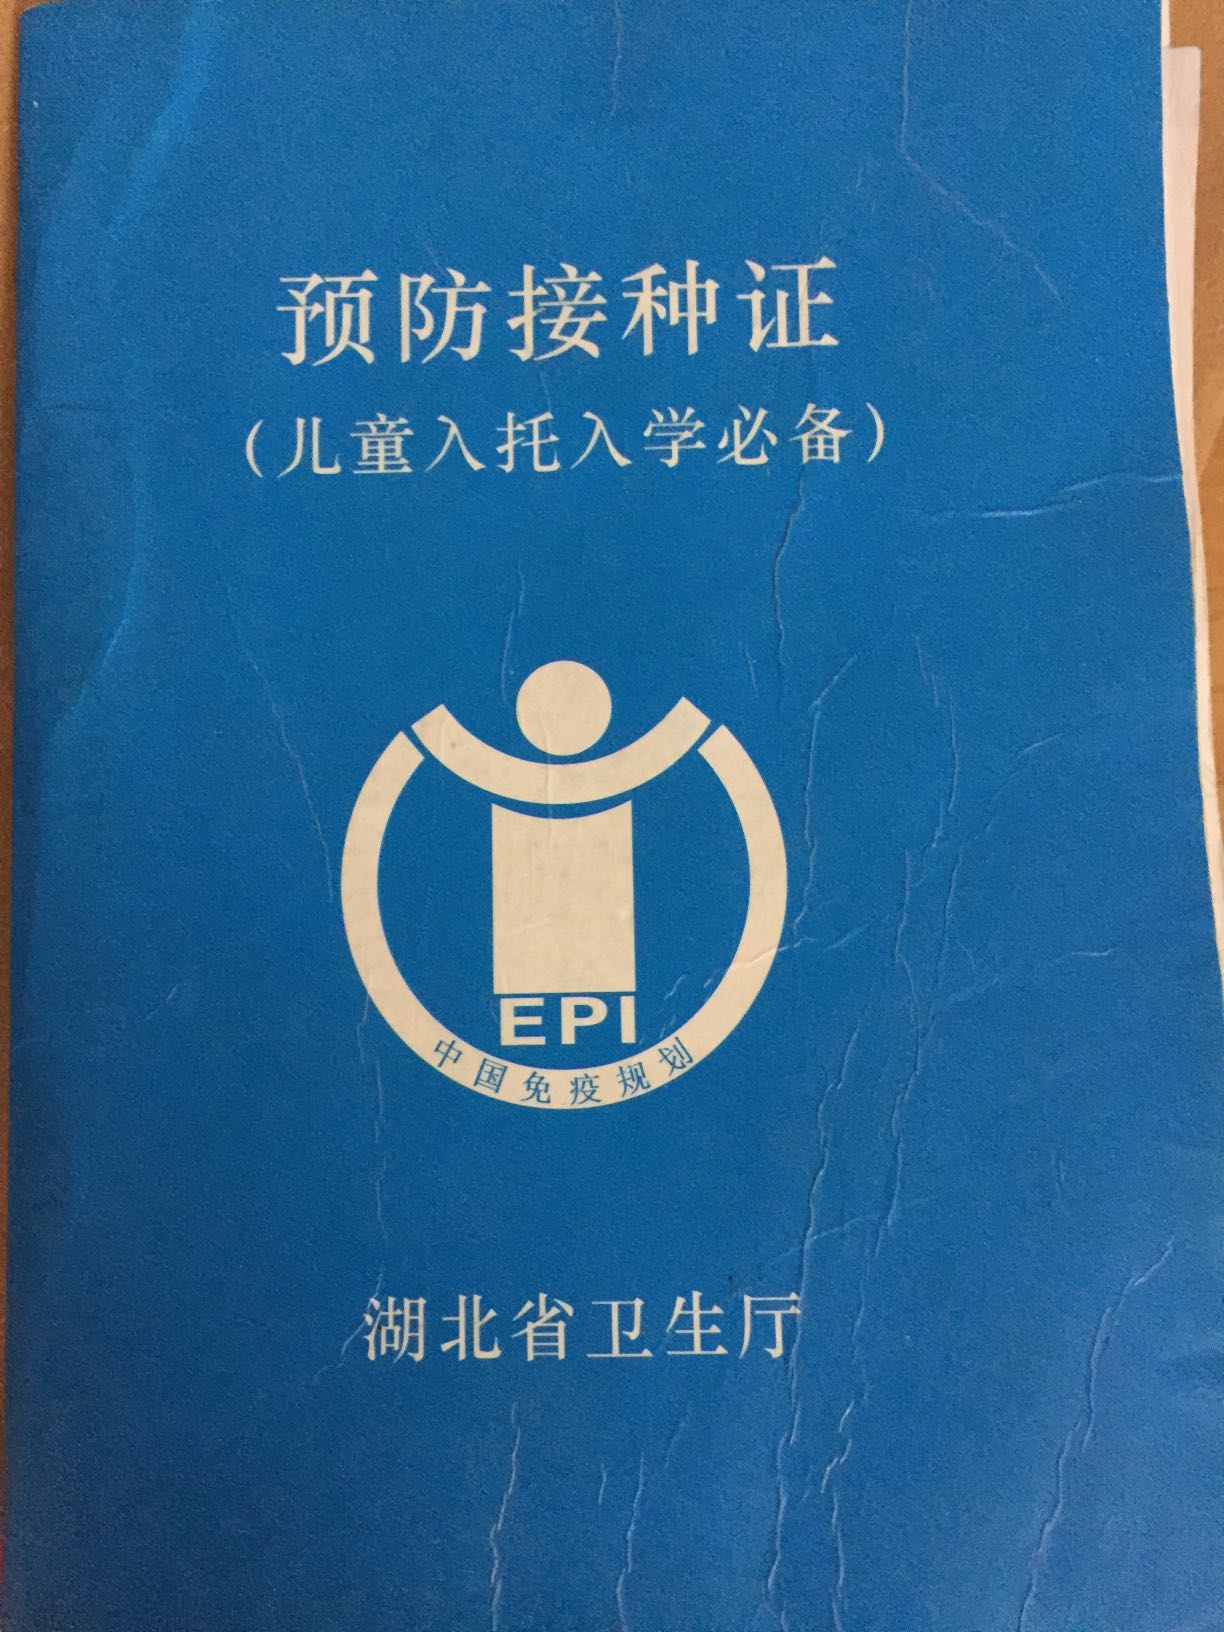 预防接种证
（儿童入托入学必备）
EPI
中国免疫规划
湖北省卫生厅